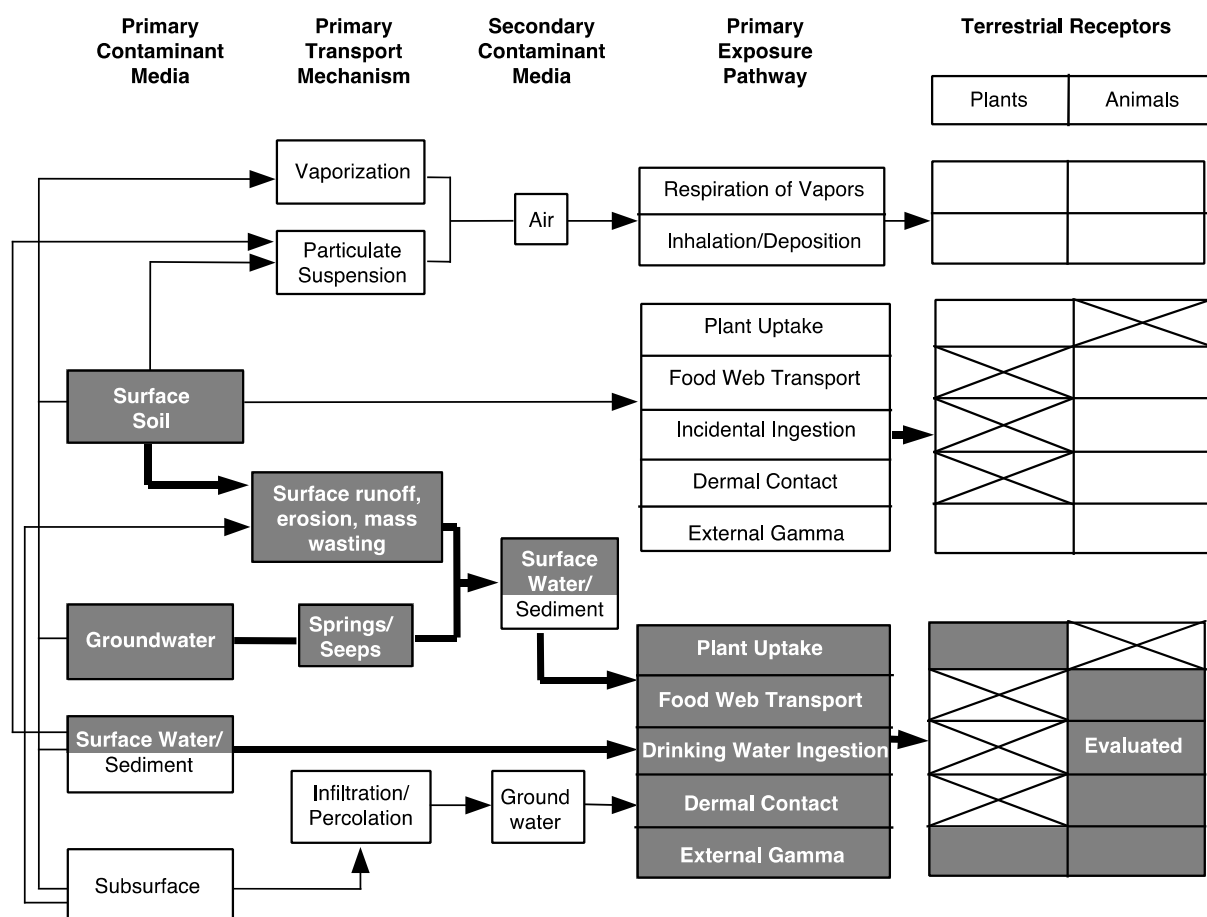 Primary
Contaminant
Media
Primary
Transport
Mechanism
Secondary
Contaminant
Media
Primary
Exposure
Pathway
Terrestrial Receptors
Plants
Animals
Vaporization
Particulate
Suspension
Air
Respiration of Vapors
Inhalation/Deposition
Surface
Soil
Plant Uptake
Food Web Transport
Incidental Ingestion
Dermal Contact
External Gamma
Surface runoff,
erosion, mass
wasting
Groundwater
Springs/
Seeps
Surface
Water/
Sediment
Surface Water/
Sediment
Plant Uptake
Food Web Transport
Drinking Water Ingestion
Dermal Contact
External Gamma
Evaluated
Infiltration/
Percolation
Ground
water
Subsurface